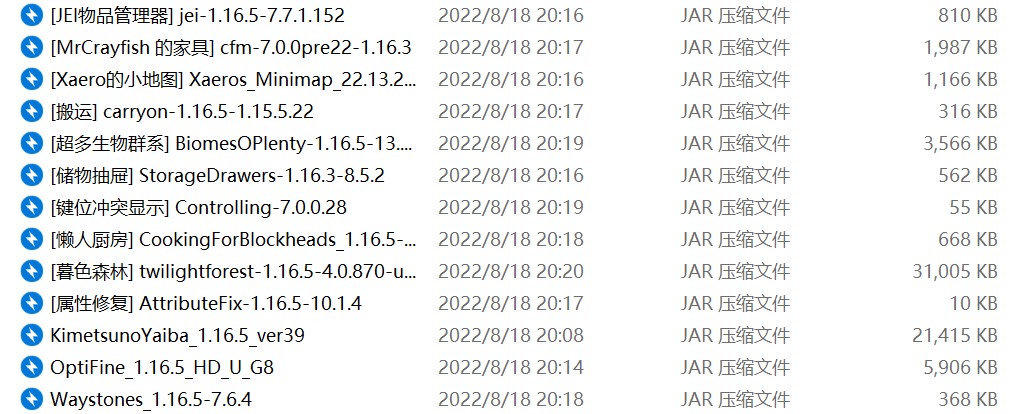 [JEI物品管理器] jei-1.16.5-7.7.1.152 2022/8/18 20:16 JAR 压缩文件 810 KB
[MrCrayfish 的家具] cfm-7.0.0pre22-1.16.3 2022/8/18 20:17 JAR 压缩文件 1,987 KB
[Xaero的小地图] Xaeros_Minimap_22.13.2... 2022/8/18 20:16 JAR 压缩文件 1,166 KB
[搬运] carryon-1.16.5-1.15.5.22 2022/8/18 20:17 JAR 压缩文件 316 KB
[超多生物群系] BiomesOPlenty-1.16.5-13.... 2022/8/18 20:19 JAR 压缩文件 3,566 KB
[储物抽屉] StorageDrawers-1.16.3-8.5.2 2022/8/18 20:16 JAR 压缩文件 562 KB
[键位冲突显示] Controlling-7.0.0.28 2022/8/18 20:19 JAR 压缩文件 55 KB
[懒人厨房] CookingForBlockheads_1.16.5-... 2022/8/18 20:18 JAR 压缩文件 668 KB
[暮色森林] twilightforest-1.16.5-4.0.870-u... 2022/8/18 20:20 JAR 压缩文件 31,005 KB
[属性修复] AttributeFix-1.16.5-10.1.4 2022/8/18 20:17 JAR 压缩文件 10 KB
KimetsunoYaiba_1.16.5_ver39 2022/8/18 20:08 JAR 压缩文件 21,415 KB
OptiFine_1.16.5_HD_U_G8 2022/8/18 20:14 JAR 压缩文件 5,906 KB
Waystones_1.16.5-7.6.4 2022/8/18 20:18 JAR 压缩文件 368 KB